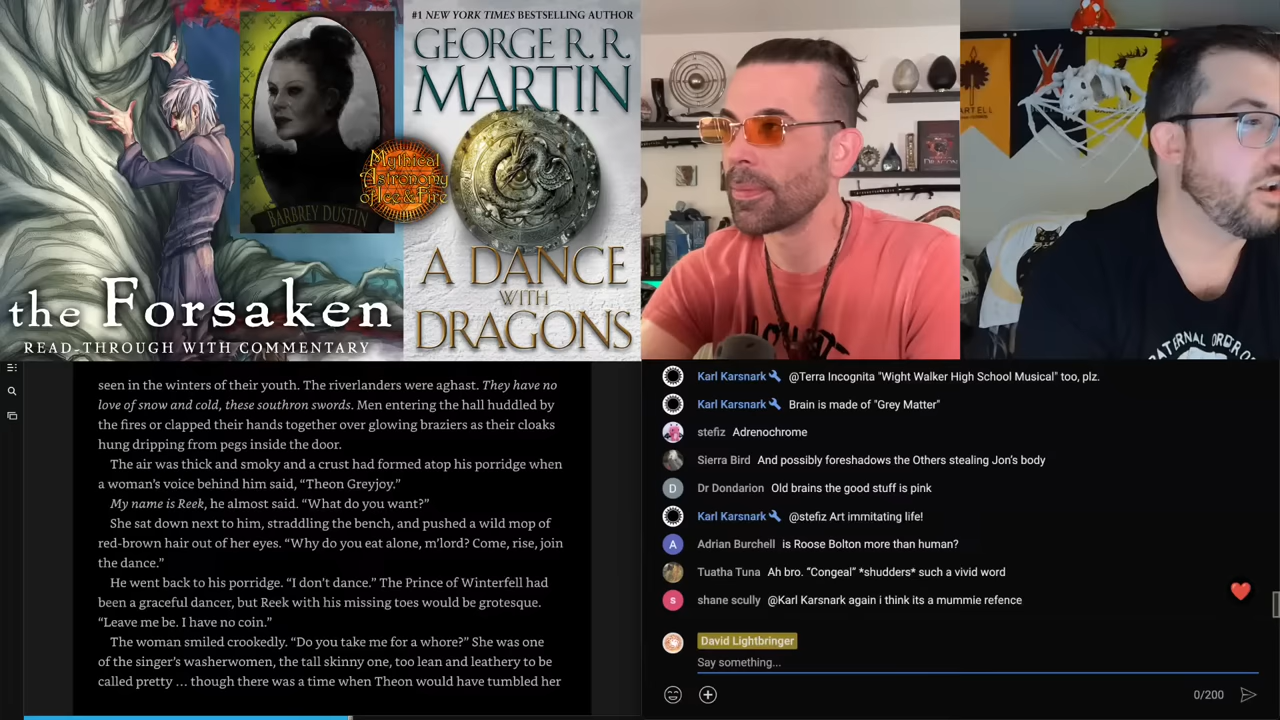 BARBREY DUSTIN
the Forsaken
READ-THROUGH WITH COMMENTARY
Mythical
Astronomy
of Ice & Fire
#1 NEW YORK TIMES BESTSELLING AUTHOR
GEORGE R. R.
MARTIN
A DANCE
WITH
DRAGONS
DRAGON
seen in the winters of their youth. The riverlanders were aghast. They have no
love of snow and cold, these southron swords. Men entering the hall huddled by
the fires or clapped their hands together over glowing braziers as their cloaks
hung dripping from pegs inside the door.
The air was thick and smoky and a crust had formed atop his porridge when
a woman's voice behind him said, “Theon Greyjoy.”
My name is Reek, he almost said. “What do you want?”
She sat down next to him, straddling the bench, and pushed a wild mop of
red-brown hair out of her eyes. “Why do you eat alone, m'lord? Come, rise, join
the dance.”
He went back to his porridge. “I don't dance.” The Prince of Winterfell had
been a graceful dancer, but Reek with his missing toes would be grotesque.
“Leave me be. I have no coin.”
The woman smiled crookedly. “Do you take me for a whore?” She was one
of the singer's washerwomen, the tall skinny one, too lean and leathery to be
called pretty … though there was a time when Theon would have tumbled her
Karl Karsnark @Terra Incognita "Wight Walker High School Musical" too, plz.
Karl Karsnark Brain is made of "Grey Matter"
stefiz Adrenochrome
Sierra Bird And possibly foreshadows the Others stealing Jon's body
D Dr Dondarion Old brains the good stuff is pink
Karl Karsnark @stefiz Art immitating life!
A Adrian Burchell is Roose Bolton more than human?
Tuatha Tuna Ah bro. “Congeal” *shudders* such a vivid word
s shane scully @Karl Karsnark again i think its a mummie refence
David Lightbringer
Say something...
0/200